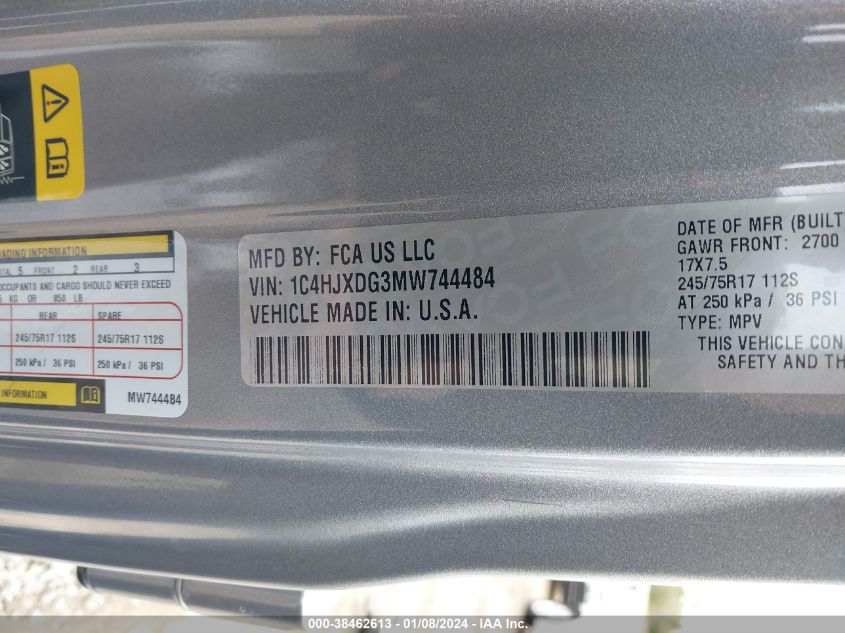 OADING INFORMATION
OTAL 5 FRONT 2 REAR 3
OCCUPANTS AND CARGO SHOULD NEVER EXCEED
5 KG OR 850 LB
REAR SPARE
245/75R17 112S 245/75R17 112S
250 kPa / 36 PSI 250 kPa / 36 PSI
INFORMATION
MW744484
MFD BY: FCA US LLC
VIN: 1C4HJXDG3MW744484
VEHICLE MADE IN: U.S.A.
DATE OF MFR (BUILT
GAWR FRONT: 2700
17X7.5
245/75R17 112S
AT 250 kPa / 36 PSI
TYPE: MPV
THIS VEHICLE CON
SAFETY AND TH
000-38462613 - 01/08/2024 - IAA Inc.